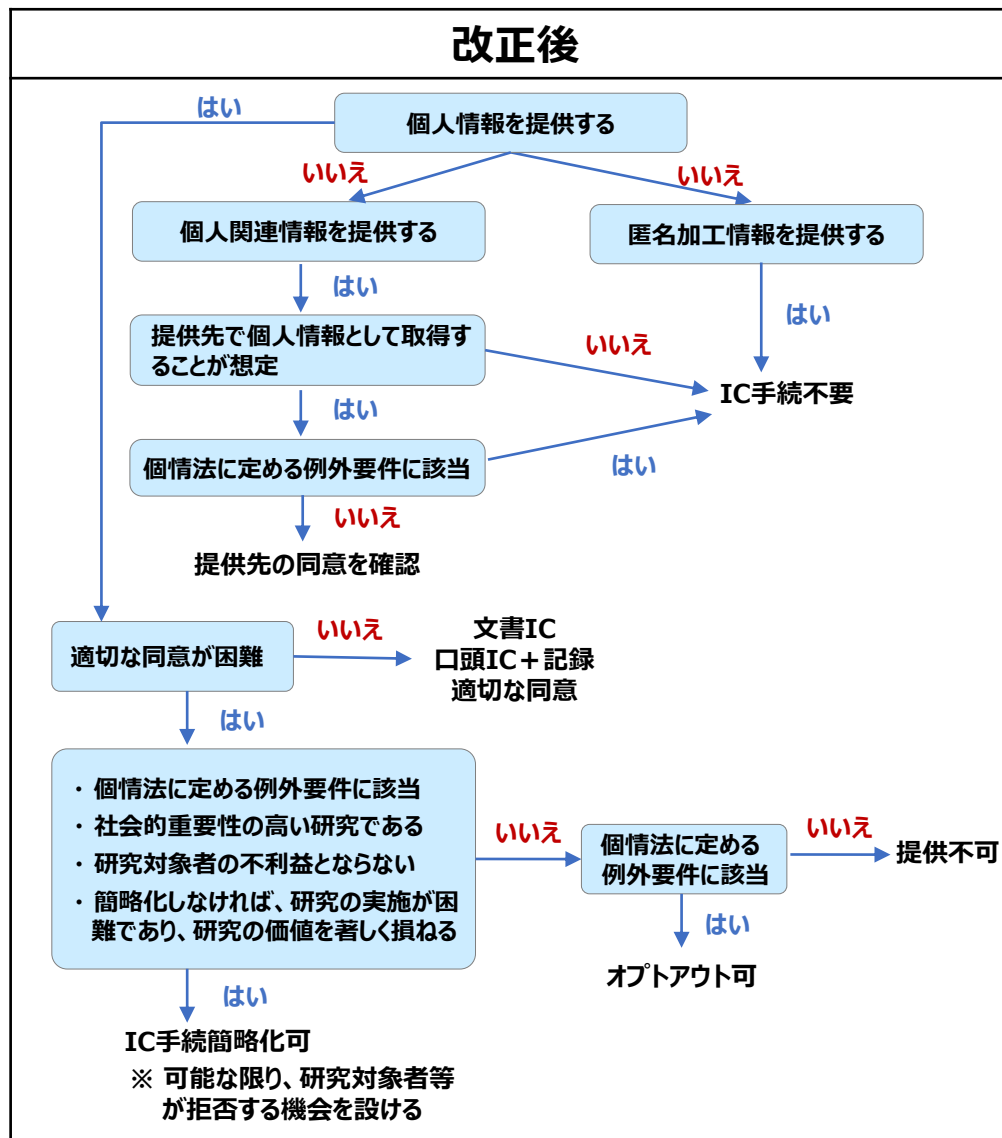 改正後
はい
個人情報を提供する
いいえ
いいえ
個人関連情報を提供する
匿名加工情報を提供する
はい
はい
提供先で個人情報として取得す
ることが想定
いいえ
IC手続不要
はい
個情法に定める例外要件に該当
はい
いいえ
提供先の同意を確認
適切な同意が困難
いいえ
文書IC
口頭IC＋記録
適切な同意
はい
・ 個情法に定める例外要件に該当
・ 社会的重要性の高い研究である
・ 研究対象者の不利益とならない
・ 簡略化しなければ、研究の実施が困
難であり、研究の価値を著しく損ねる
いいえ
個情法に定める
例外要件に該当
いいえ
提供不可
はい
オプトアウト可
はい
IC手続簡略化可
※ 可能な限り、研究対象者等
が拒否する機会を設ける